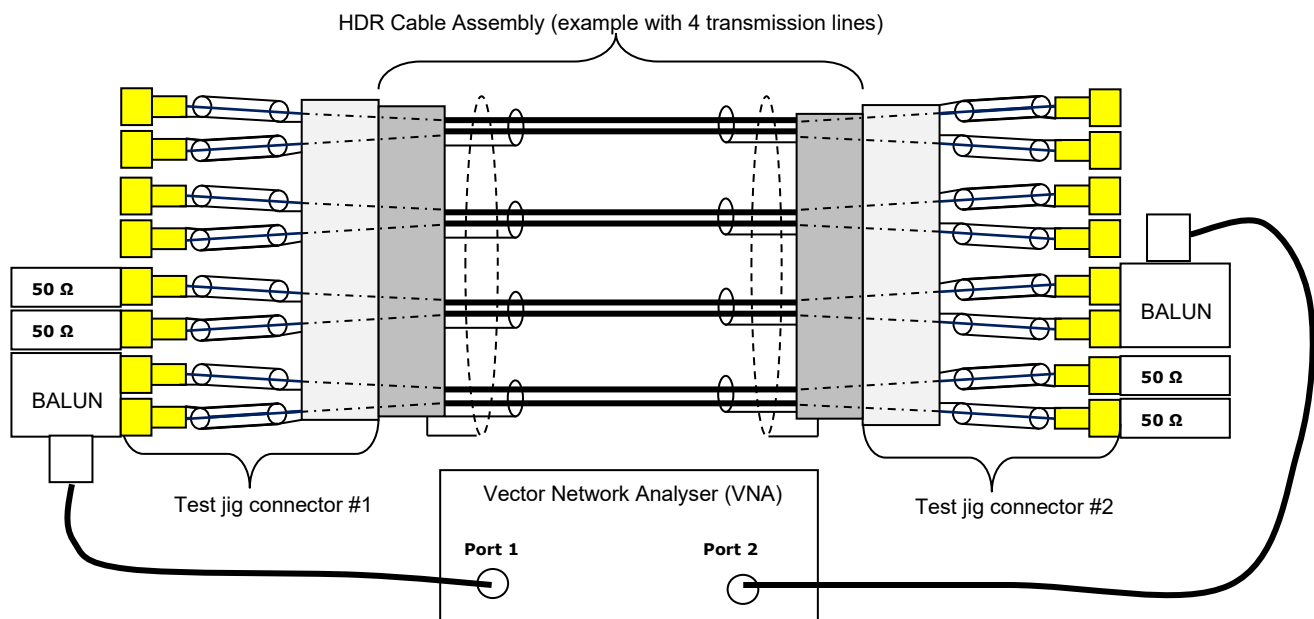 HDR Cable Assembly (example with 4 transmission lines)
50 Ω
50 Ω
BALUN
BALUN
50 Ω
50 Ω
Test jig connector #1
Vector Network Analyser (VNA)
Test jig connector #2
Port 1
Port 2